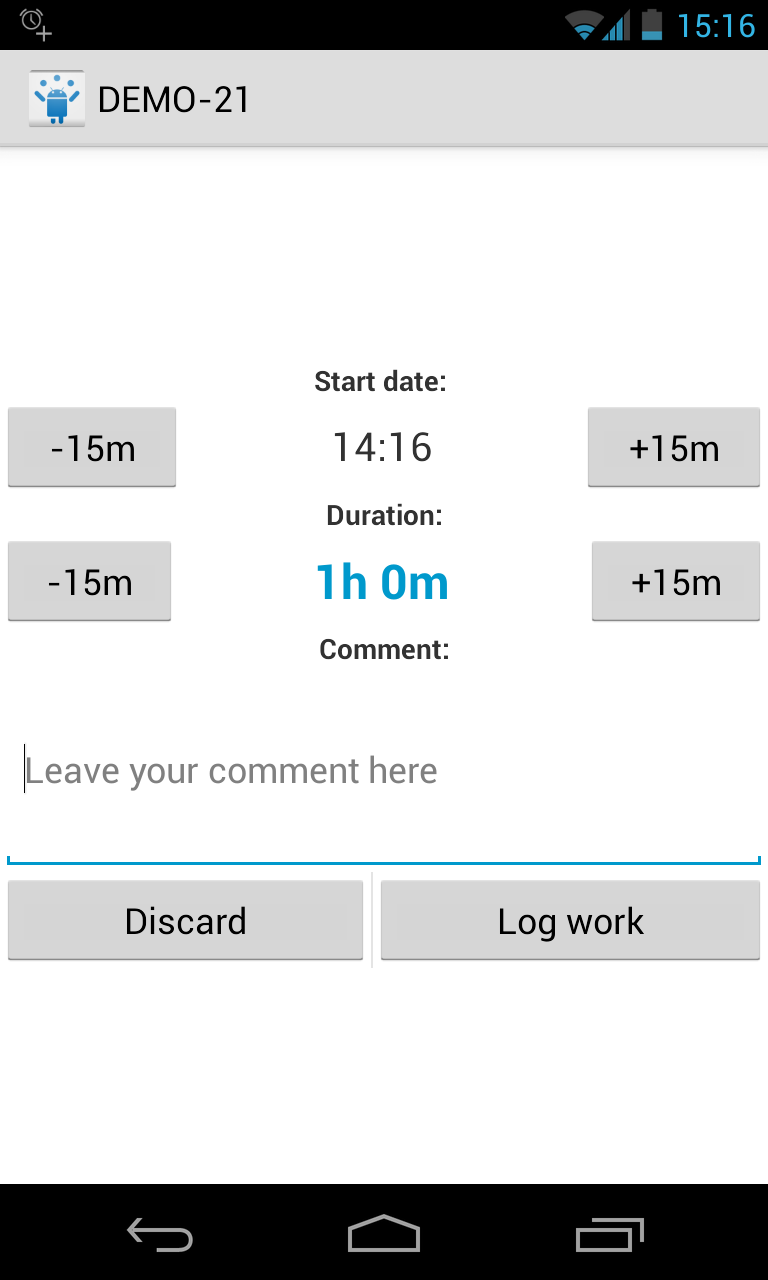 15:16
DEMO-21
Start date:
-15m 14:16 +15m
Duration:
-15m 1h 0m +15m
Comment:
Leave your comment here
Discard Log work